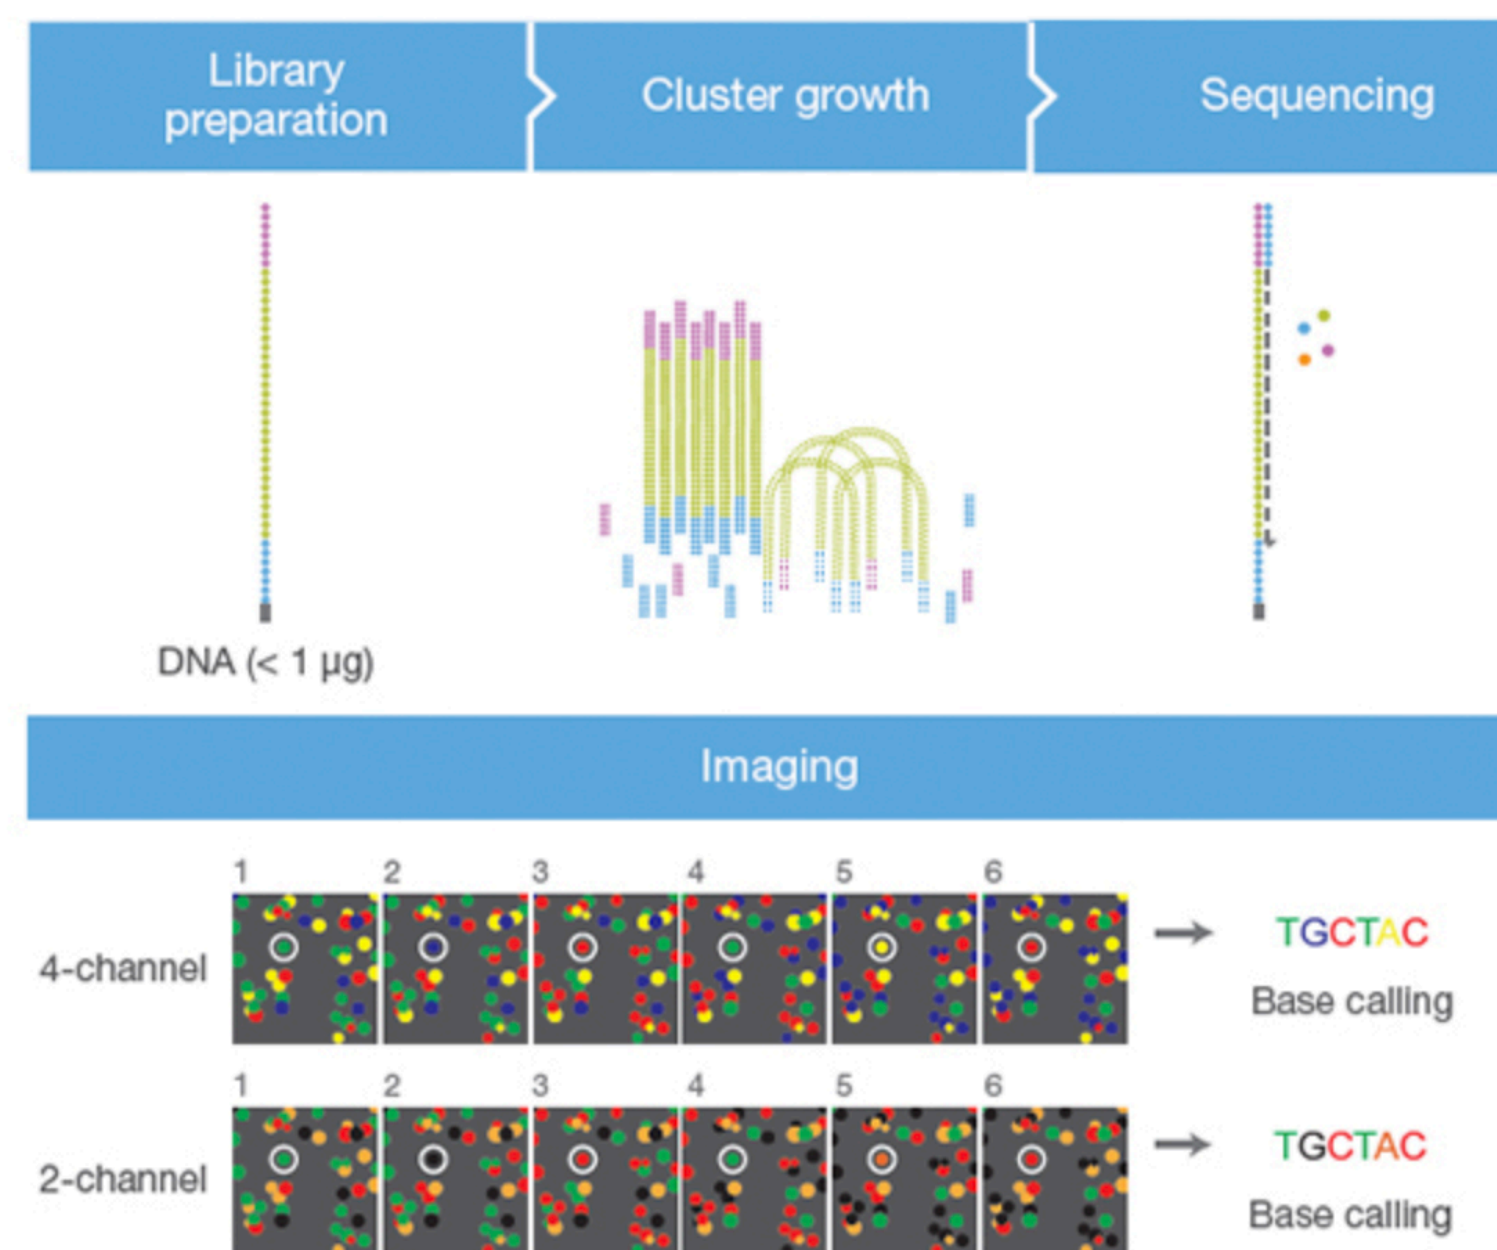 Library
preparation
Cluster growth
Sequencing
DNA (< 1 µg)
Imaging
1 2 3 4 5 6
4-channel
TGCTAC
Base calling
1 2 3 4 5 6
2-channel
TGCTAC
Base calling